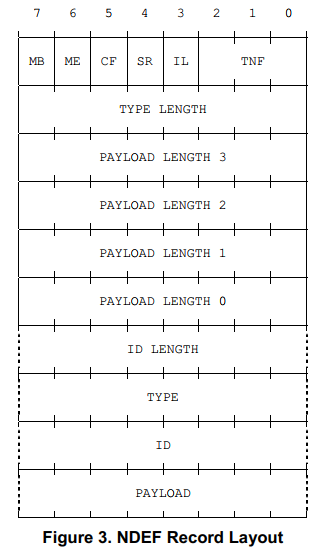 7 6 5 4 3 2 1 0
MB ME CF SR IL TNF
TYPE LENGTH
PAYLOAD LENGTH 3
PAYLOAD LENGTH 2
PAYLOAD LENGTH 1
PAYLOAD LENGTH 0
ID LENGTH
TYPE
ID
PAYLOAD
Figure 3. NDEF Record Layout